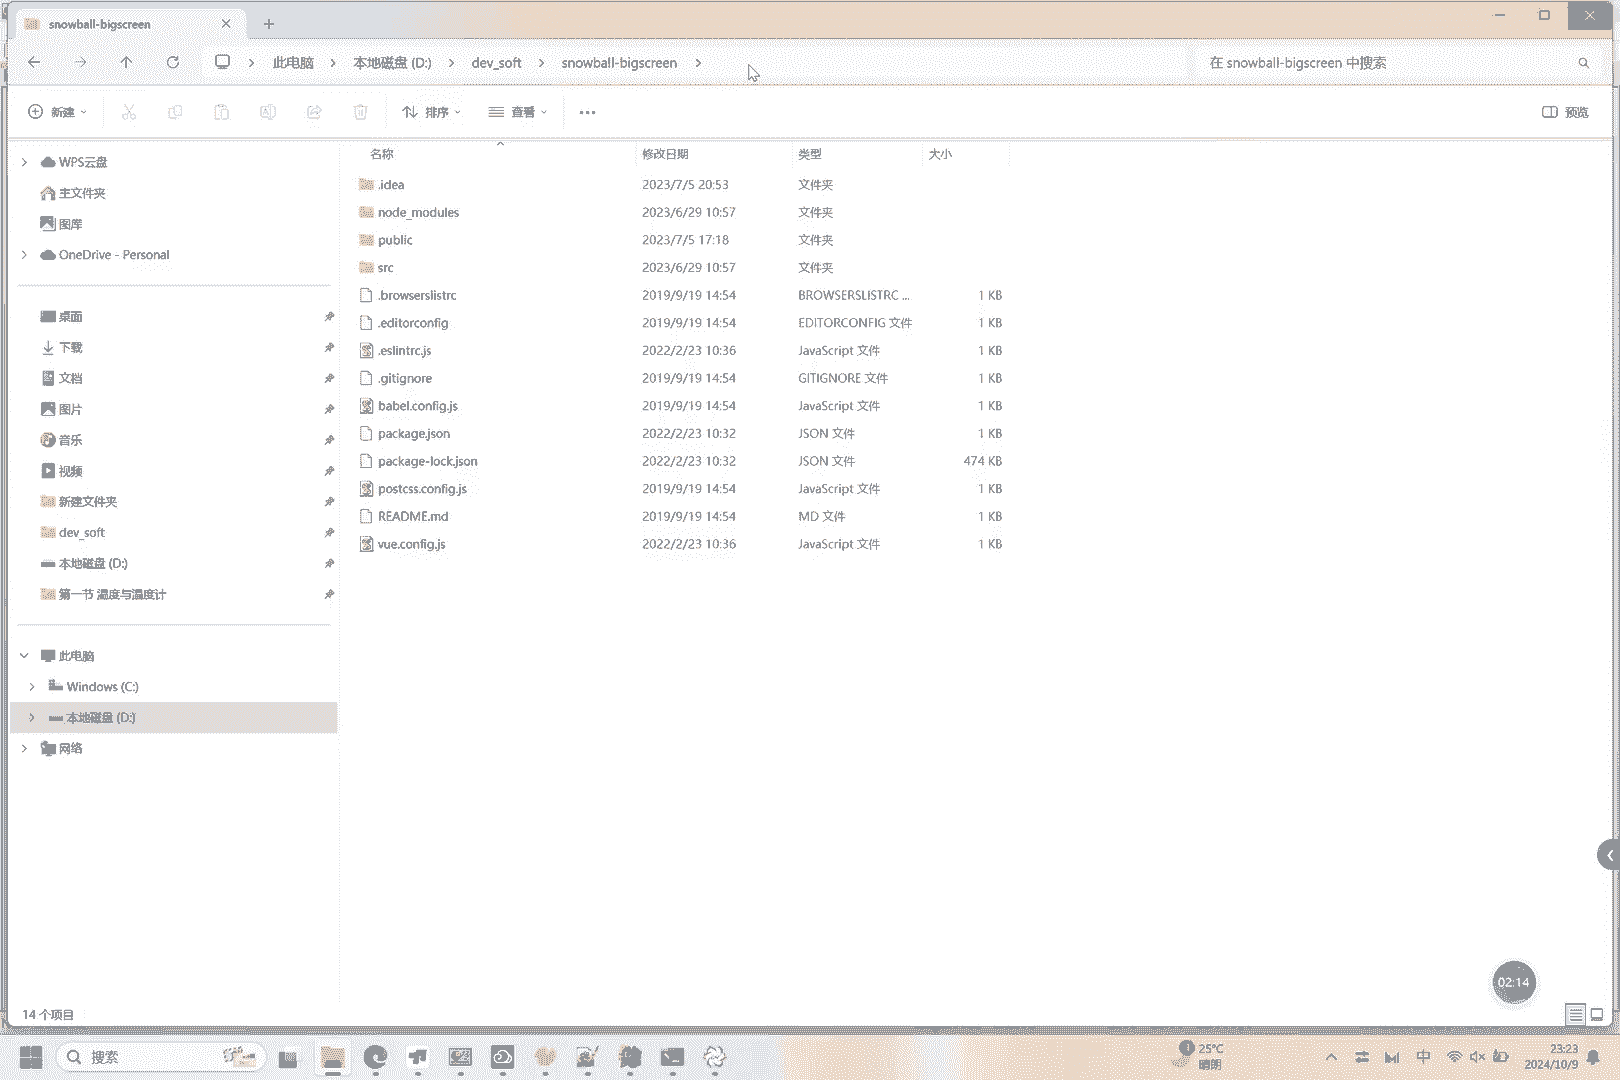 snowball-bigscreen
此电脑 本地磁盘 (D:) dev_soft snowball-bigscreen
在 snowball-bigscreen 中搜索
新建 排序 查看 ••• 预览
WPS云盘
主文件夹
图库
OneDrive - Personal
桌面
下载
文档
图片
音乐
视频
新建文件夹
dev_soft
本地磁盘 (D:)
第一节 温度与温度计
此电脑
Windows (C:)
本地磁盘 (D:)
网络
名称 修改日期 类型 大小
.idea 2023/7/5 20:53 文件夹
node_modules 2023/6/29 10:57 文件夹
public 2023/7/5 17:18 文件夹
src 2023/6/29 10:57 文件夹
.browserslistrc 2019/9/19 14:54 BROWSERSLISTRC ... 1 KB
.editorconfig 2019/9/19 14:54 EDITORCONFIG 文件 1 KB
.eslintrc.js 2022/2/23 10:36 JavaScript 文件 1 KB
.gitignore 2019/9/19 14:54 GITIGNORE 文件 1 KB
babel.config.js 2019/9/19 14:54 JavaScript 文件 1 KB
package.json 2022/2/23 10:32 JSON 文件 1 KB
package-lock.json 2022/2/23 10:32 JSON 文件 474 KB
postcss.config.js 2019/9/19 14:54 JavaScript 文件 1 KB
README.md 2019/9/19 14:54 MD 文件 1 KB
vue.config.js 2022/2/23 10:36 JavaScript 文件 1 KB
02:14
14 个项目
搜索
25°C
晴朗
中
23:23
2024/10/9